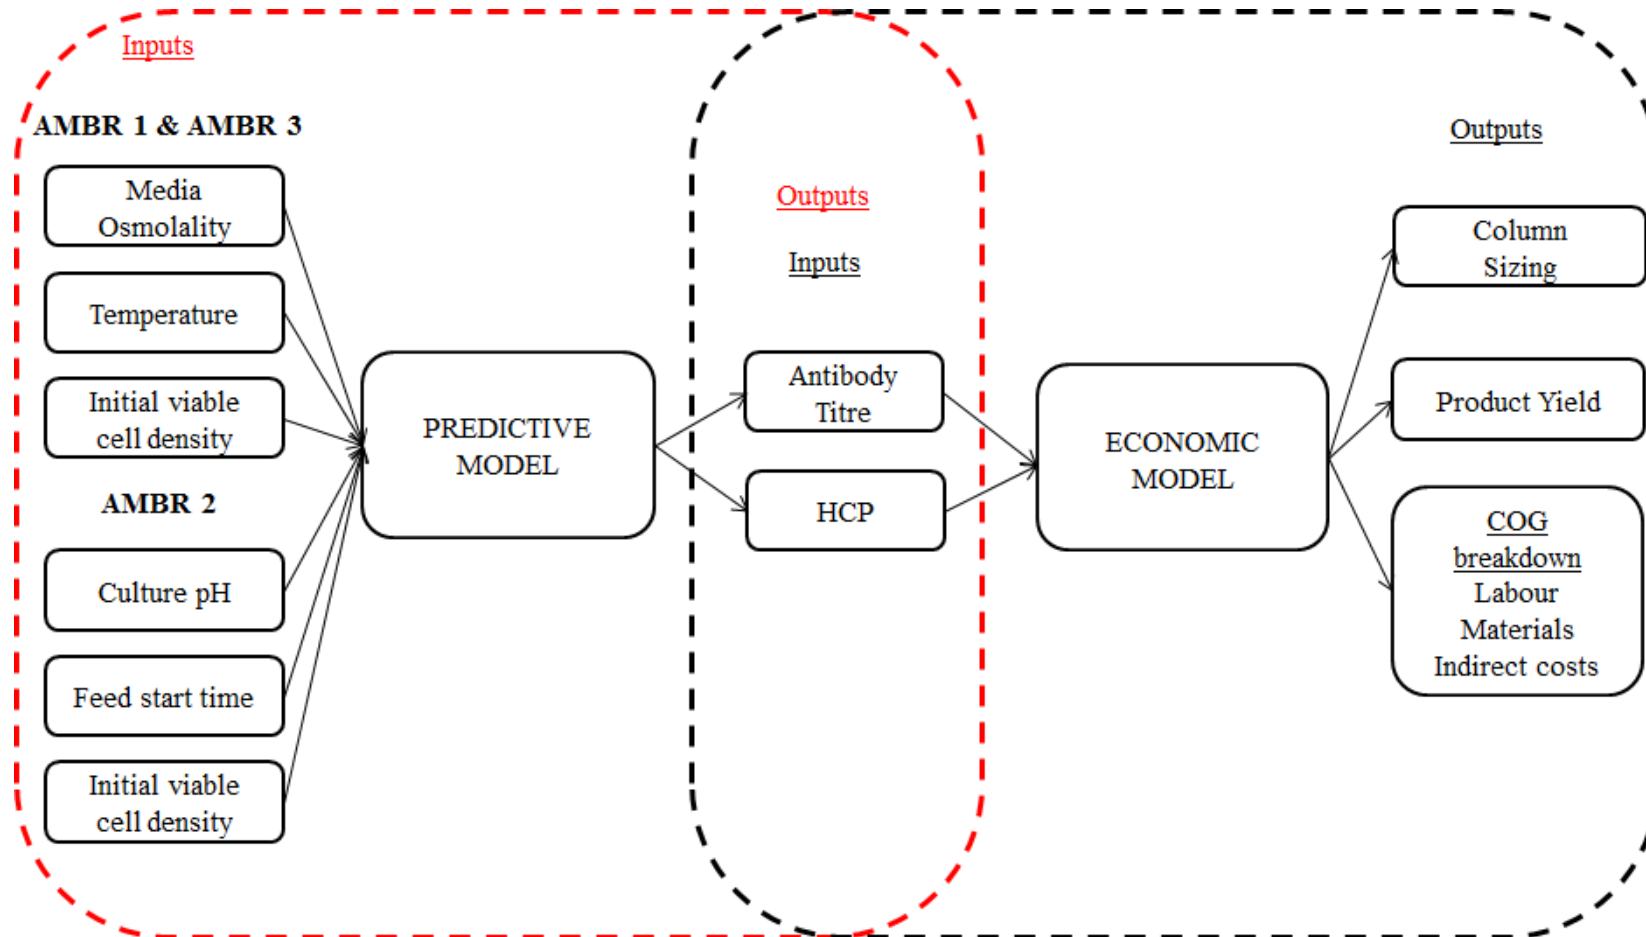 Inputs
AMBR 1 & AMBR 3
Media
Osmolality
Temperature
Initial viable
cell density
AMBR 2
Culture pH
Feed start time
Initial viable
cell density
PREDICTIVE
MODEL
Outputs
Inputs
Antibody
Titre
HCP
ECONOMIC
MODEL
Outputs
Column
Sizing
Product Yield
COG
breakdown
Labour
Materials
Indirect costs